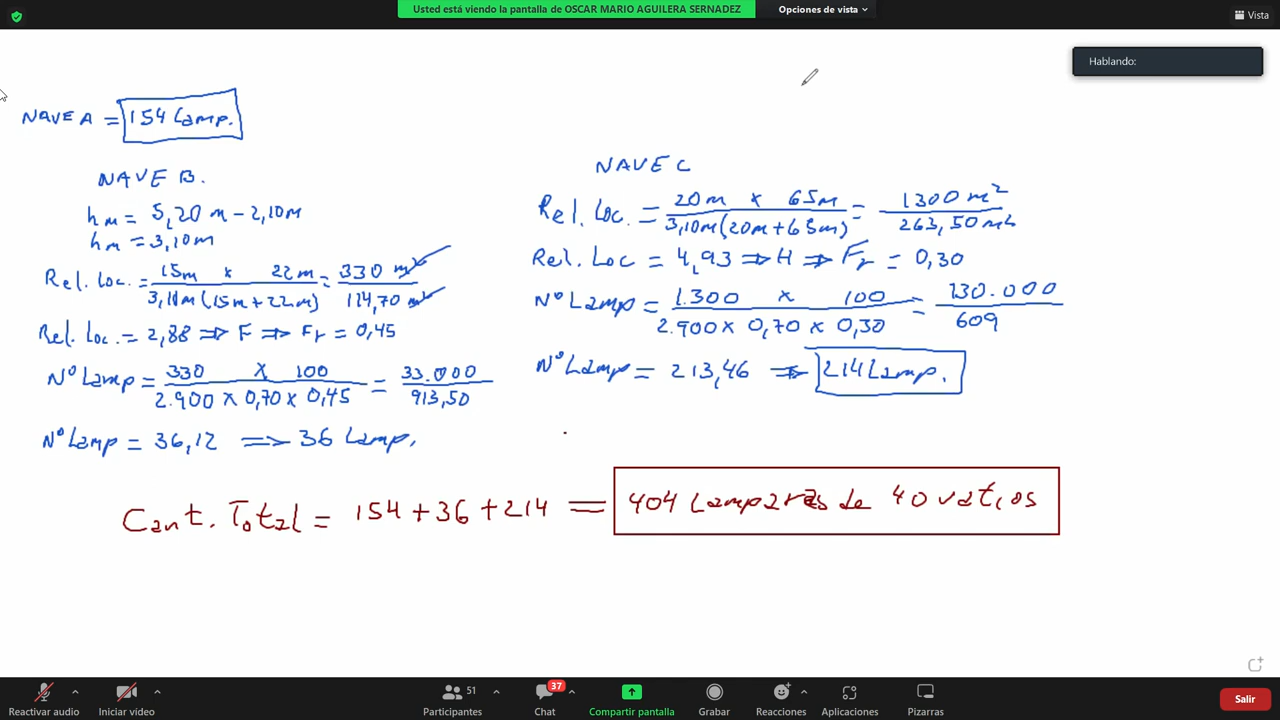 Usted está viendo la pantalla de OSCAR MARIO AGUILERA SERNADEZ
Opciones de vista
Vista
Hablando:
NAVE A = 154 Lamp.
NAVE B.
hm = 5,20 m - 2,10m
hm = 3,10m
Rel. Loc. = 15m x 22m / 3,10m(15m+22m) = 330 m² / 114,70 m²
Rel. Loc. = 2,88 ⇒ F ⇒ Fr = 0,45
N° Lamp = 330 x 100 / 2.900 x 0,70 x 0,45 = 33.000 / 913,50
N° Lamp = 36,12 ⇒ 36 Lamp.
NAVE C
Rel. Loc. = 20m x 65m / 3,10m(20m+65m) = 1300 m² / 263,50 m²
Rel. Loc = 4,93 ⇒ H ⇒ Fr = 0,30
N° Lamp = 1.300 x 100 / 2.900 x 0,70 x 0,30 = 130.000 / 609
N° Lamp = 213,46 ⇒ 214 Lamp.
Cant. Total = 154 + 36 + 214 = 404 Lamparas de 40 vatios
Reactivar audio
Iniciar video
51
Participantes
37
Chat
Compartir pantalla
Grabar
Reacciones
Aplicaciones
Pizarras
Salir